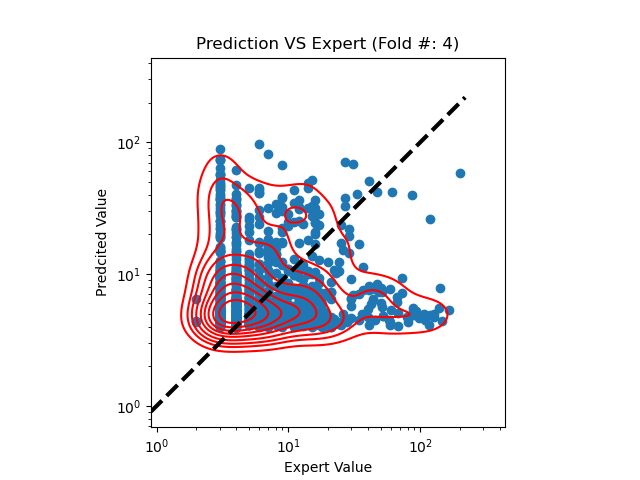 Prediction VS Expert (Fold #: 4)
Predcited Value
10²
10¹
10⁰
10⁰ 10¹ 10²
Expert Value